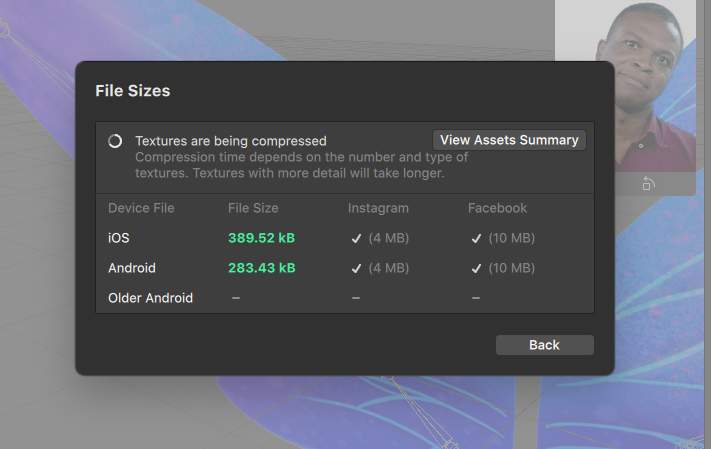 File Sizes
Textures are being compressed
View Assets Summary
Compression time depends on the number and type of
textures. Textures with more detail will take longer.
Device File File Size Instagram Facebook
iOS 389.52 kB ✓ (4 MB) ✓ (10 MB)
Android 283.43 kB ✓ (4 MB) ✓ (10 MB)
Older Android – – –
Back